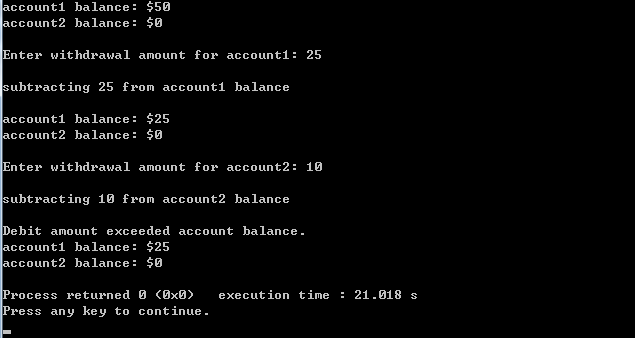 account1 balance: $50
account2 balance: $0
Enter withdrawal amount for account1: 25
subtracting 25 from account1 balance
account1 balance: $25
account2 balance: $0
Enter withdrawal amount for account2: 10
subtracting 10 from account2 balance
Debit amount exceeded account balance.
account1 balance: $25
account2 balance: $0
Process returned 0 (0x0)   execution time : 21.018 s
Press any key to continue.